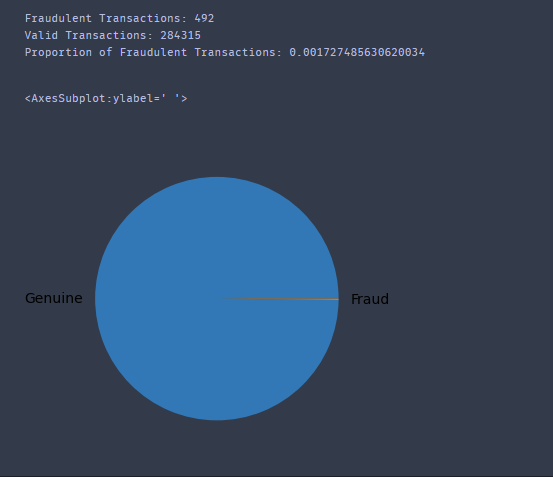 Fraudulent Transactions: 492
Valid Transactions: 284315
Proportion of Fraudulent Transactions: 0.001727485630620034
<AxesSubplot:ylabel=' '>
Genuine
Fraud